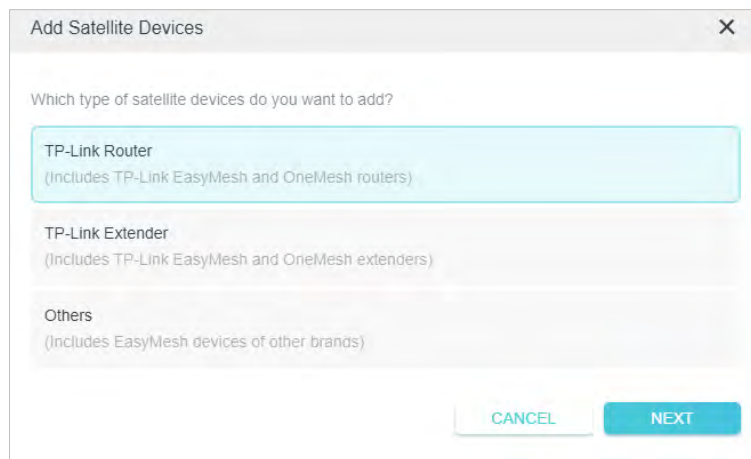 Add Satellite Devices
Which type of satellite devices do you want to add?
TP-Link Router
(Includes TP-Link EasyMesh and OneMesh routers)
TP-Link Extender
(Includes TP-Link EasyMesh and OneMesh extenders)
Others
(Includes EasyMesh devices of other brands)
CANCEL NEXT